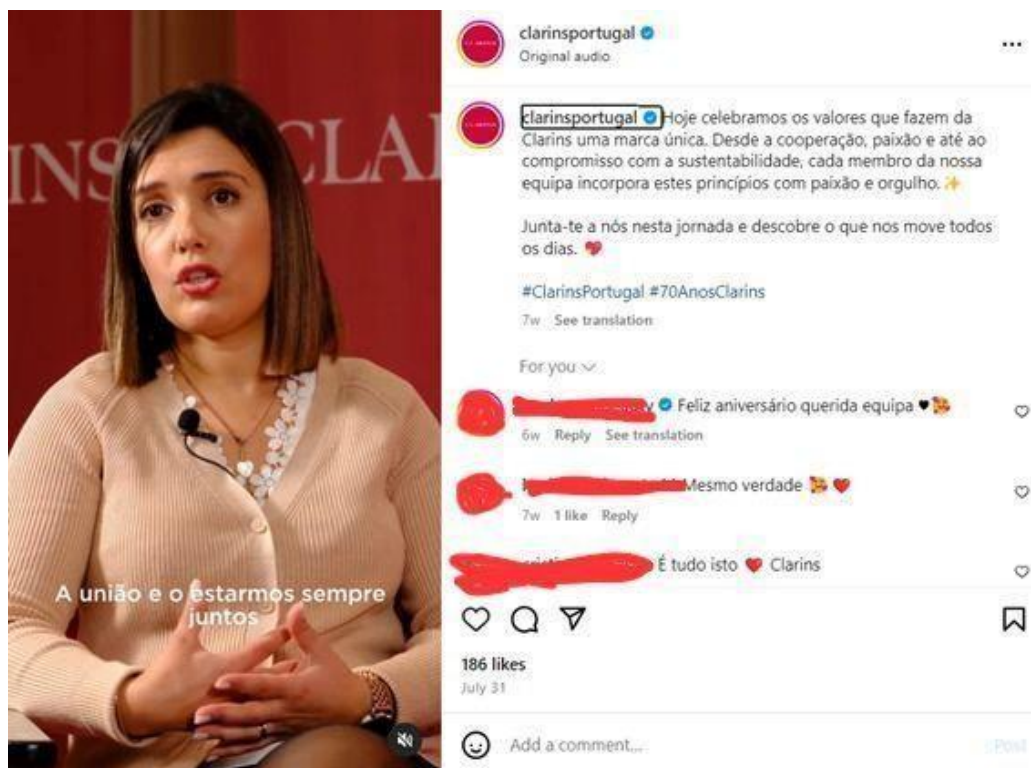 INS CLA
A união e o estarmos sempre
juntos
clarinsportugal
Original audio
clarinsportugal Hoje celebramos os valores que fazem da
Clarins uma marca única. Desde a cooperação, paixão e até ao
compromisso com a sustentabilidade, cada membro da nossa
equipa incorpora estes princípios com paixão e orgulho. ✨
Junta-te a nós nesta jornada e descobre o que nos move todos
os dias. 💖
#ClarinsPortugal #70AnosClarins
7w See translation
For you
Feliz aniversário querida equipa ♥🥰
6w Reply See translation
Mesmo verdade 🥰❤️
7w 1 like Reply
É tudo isto ❤️ Clarins
186 likes
July 31
Add a comment...
Post